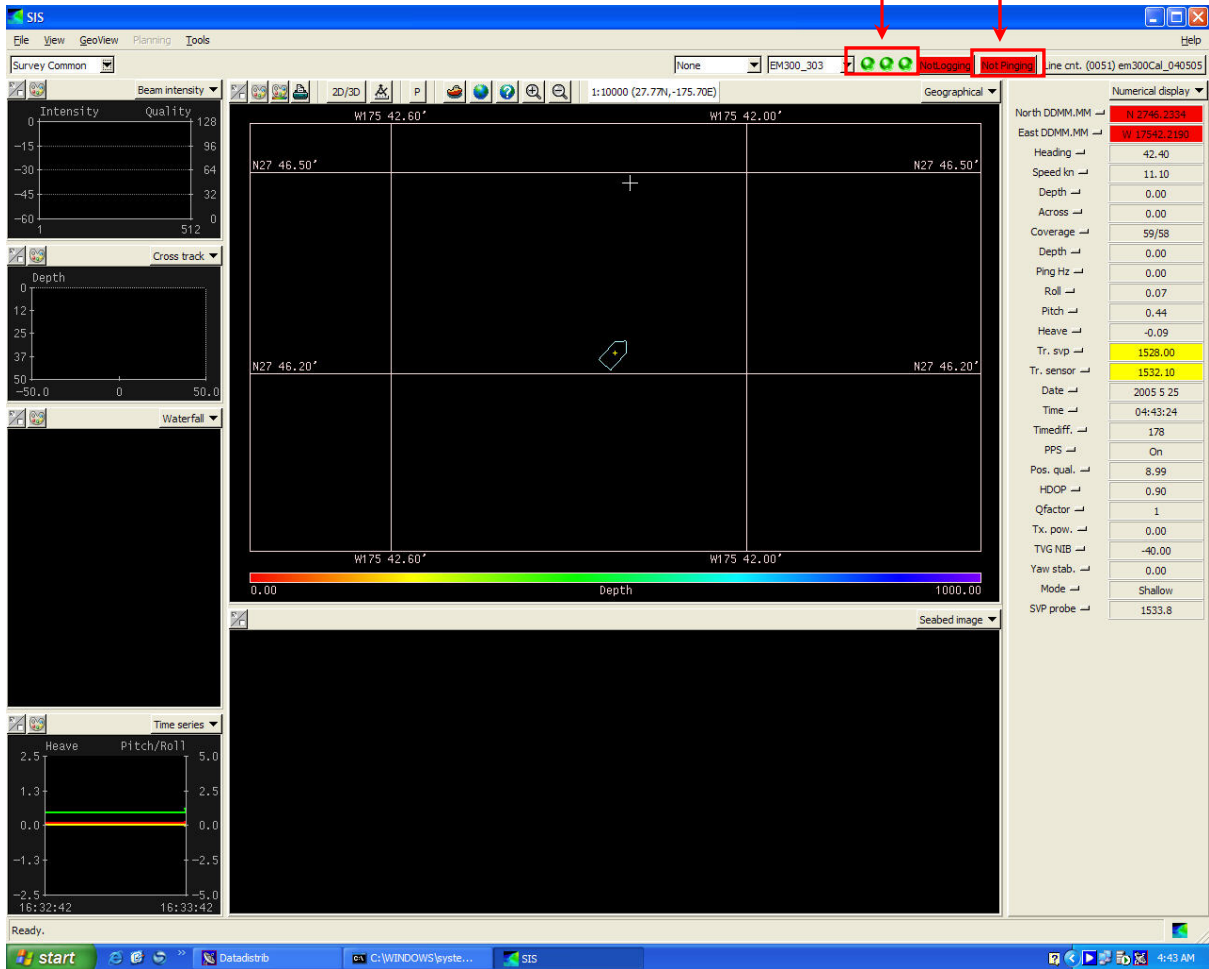 SIS
File View GeoView Planning Tools Help
Survey Common None EM300_303 NotLogging Not Pinging Line cnt. (0051) em300Cal_040505
Beam intensity
Intensity Quality
0 128
-15 96
-30 64
-45 32
-60 0
1 512
Cross track
Depth
0
12
25
37
50
-50.0 0 50.0
Waterfall
Time series
Heave Pitch/Roll
2.5 5.0
1.3 2.5
0.0 0.0
-1.3 -2.5
-2.5 -5.0
16:32:42 16:33:42
2D/3D P 1:10000 (27.77N,-175.70E) Geographical
W175 42.60' W175 42.00'
N27 46.50' N27 46.50'
N27 46.20' N27 46.20'
W175 42.60' W175 42.00'
0.00 Depth 1000.00
Seabed image
Numerical display
North DDMM.MM N 2746.2334
East DDMM.MM W 17542.2190
Heading 42.40
Speed kn 11.10
Depth 0.00
Across 0.00
Coverage 59/58
Depth 0.00
Ping Hz 0.00
Roll 0.07
Pitch 0.44
Heave -0.09
Tr. svp 1528.00
Tr. sensor 1532.10
Date 2005 5 25
Time 04:43:24
Timediff. 178
PPS On
Pos. qual. 8.99
HDOP 0.90
Qfactor 1
Tx. pow. 0.00
TVG NIB -40.00
Yaw stab. 0.00
Mode Shallow
SVP probe 1533.8
Ready.
start Datadistrib C:\WINDOWS\syste... SIS 4:43 AM